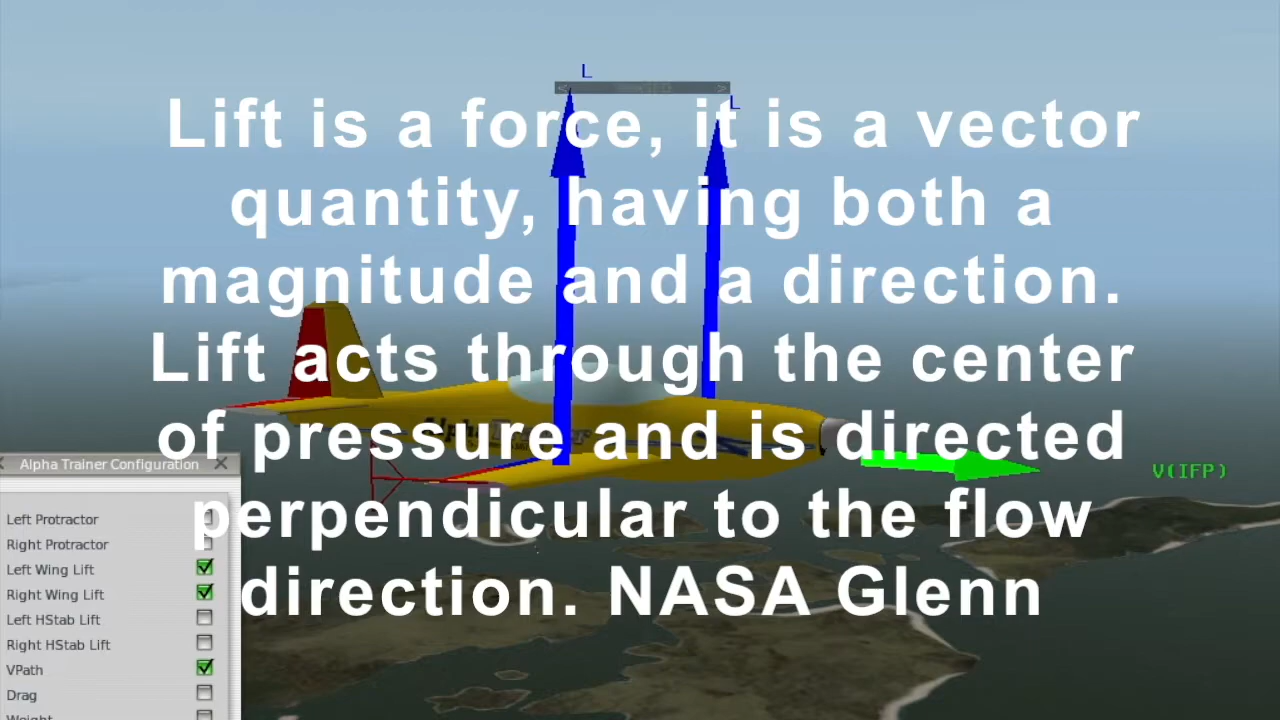 L
L
Lift is a force, it is a vector
quantity, having both a
magnitude and a direction.
Lift acts through the center
of pressure and is directed
perpendicular to the flow
direction. NASA Glenn
V(IFP)
Alpha Trainer Configuration
Left Protractor
Right Protractor
Left Wing Lift
Right Wing Lift
Left HStab Lift
Right HStab Lift
VPath
Drag
Weight